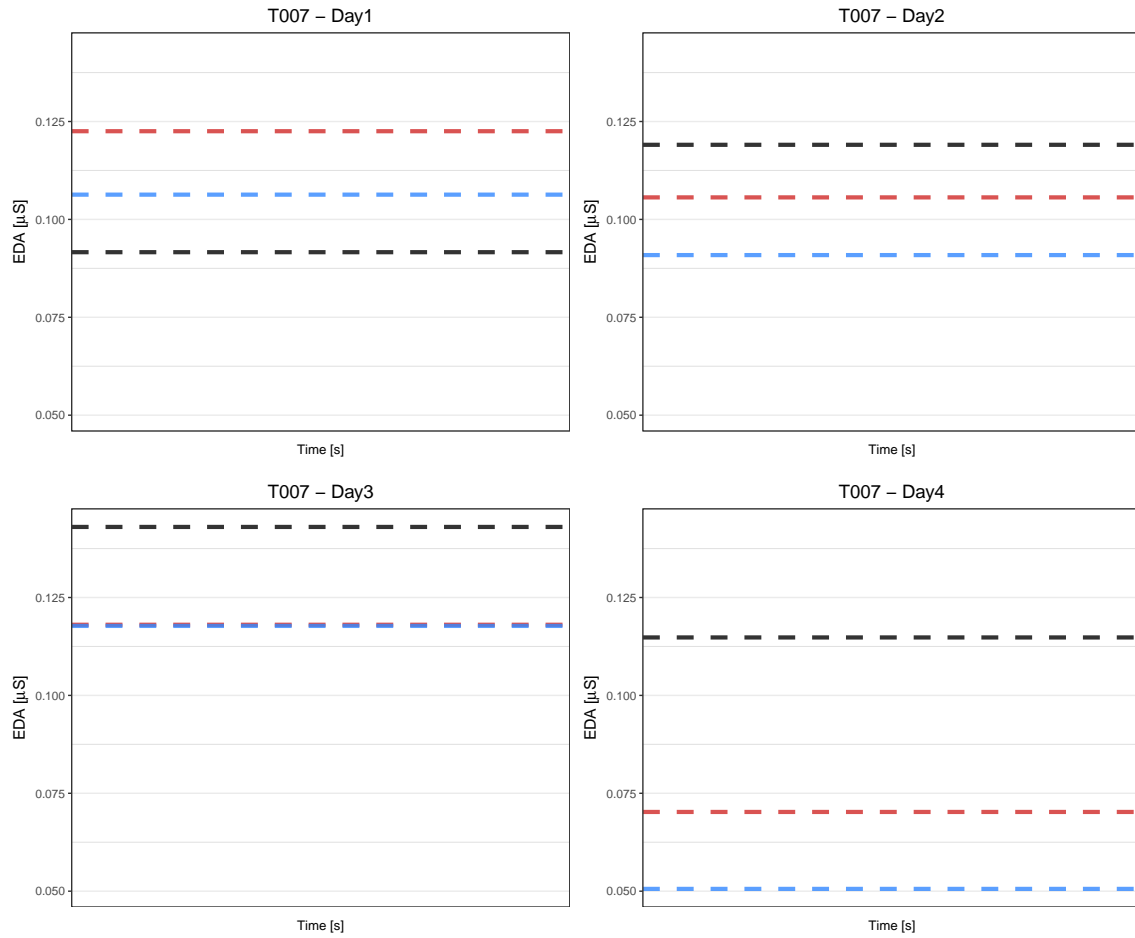 T007 – Day1
0.125
0.100
0.075
0.050
EDA [µS]
Time [s]
T007 – Day2
0.125
0.100
0.075
0.050
EDA [µS]
Time [s]
T007 – Day3
0.125
0.100
0.075
0.050
EDA [µS]
Time [s]
T007 – Day4
0.125
0.100
0.075
0.050
EDA [µS]
Time [s]